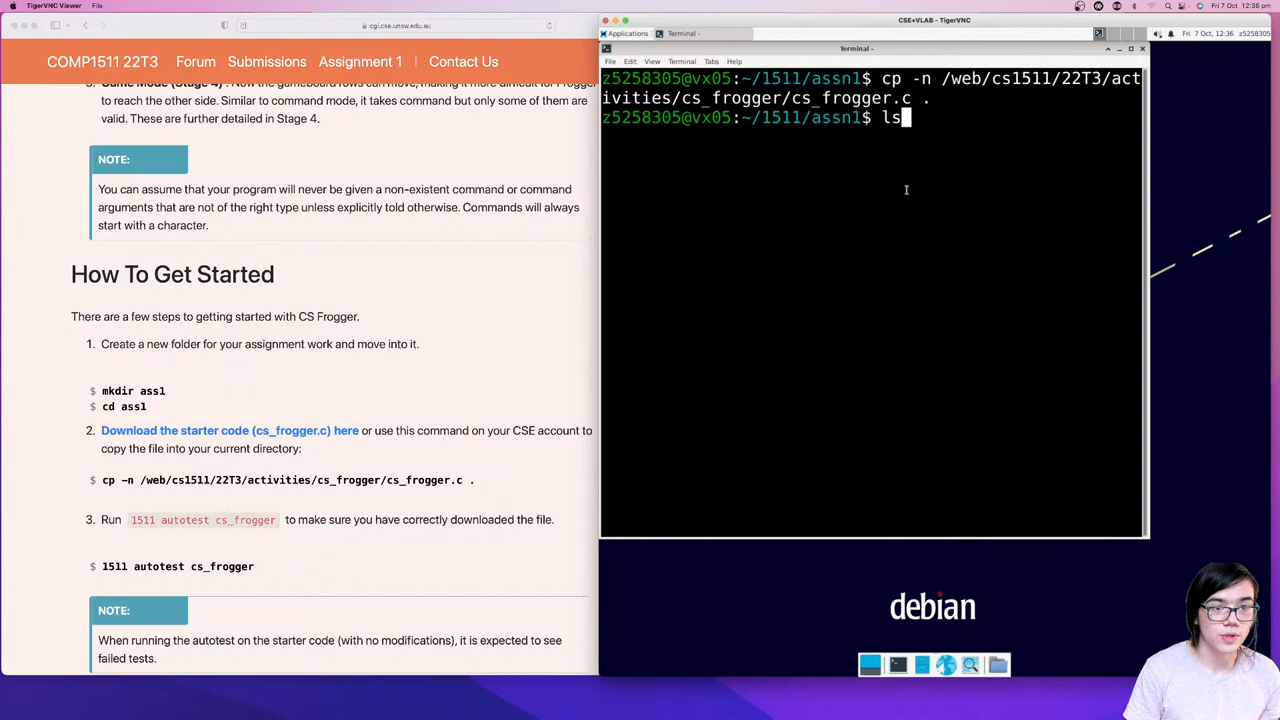 TigerVNC Viewer File
Fri 7 Oct 12:36 pm
cgi.cse.unsw.edu.au
COMP1511 22T3 Forum Submissions Assignment 1 Contact Us
to reach the other side. Similar to command mode, it takes command but only some of them are
valid. These are further detailed in Stage 4.
NOTE:
You can assume that your program will never be given a non-existent command or command
arguments that are not of the right type unless explicitly told otherwise. Commands will always
start with a character.
How To Get Started
There are a few steps to getting started with CS Frogger.
1. Create a new folder for your assignment work and move into it.
$ mkdir ass1
$ cd ass1
2. Download the starter code (cs_frogger.c) here or use this command on your CSE account to
copy the file into your current directory:
$ cp -n /web/cs1511/22T3/activities/cs_frogger/cs_frogger.c .
3. Run 1511 autotest cs_frogger to make sure you have correctly downloaded the file.
$ 1511 autotest cs_frogger
NOTE:
When running the autotest on the starter code (with no modifications), it is expected to see
failed tests.
CSE+VLAB - TigerVNC
Applications Terminal -
Fri 7 Oct, 12:36 z5258305
Terminal -
File Edit View Terminal Tabs Help
z5258305@vx05:~/1511/assn1$ cp -n /web/cs1511/22T3/act
ivities/cs_frogger/cs_frogger.c .
z5258305@vx05:~/1511/assn1$ ls
debian